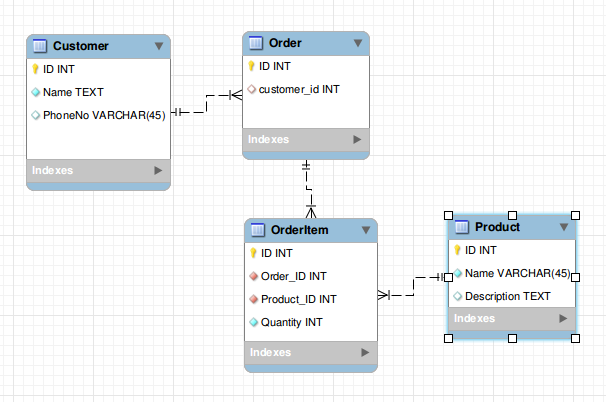 Customer
ID INT
Name TEXT
PhoneNo VARCHAR(45)
Indexes
Order
ID INT
customer_id INT
Indexes
OrderItem
ID INT
Order_ID INT
Product_ID INT
Quantity INT
Indexes
Product
ID INT
Name VARCHAR(45)
Description TEXT
Indexes